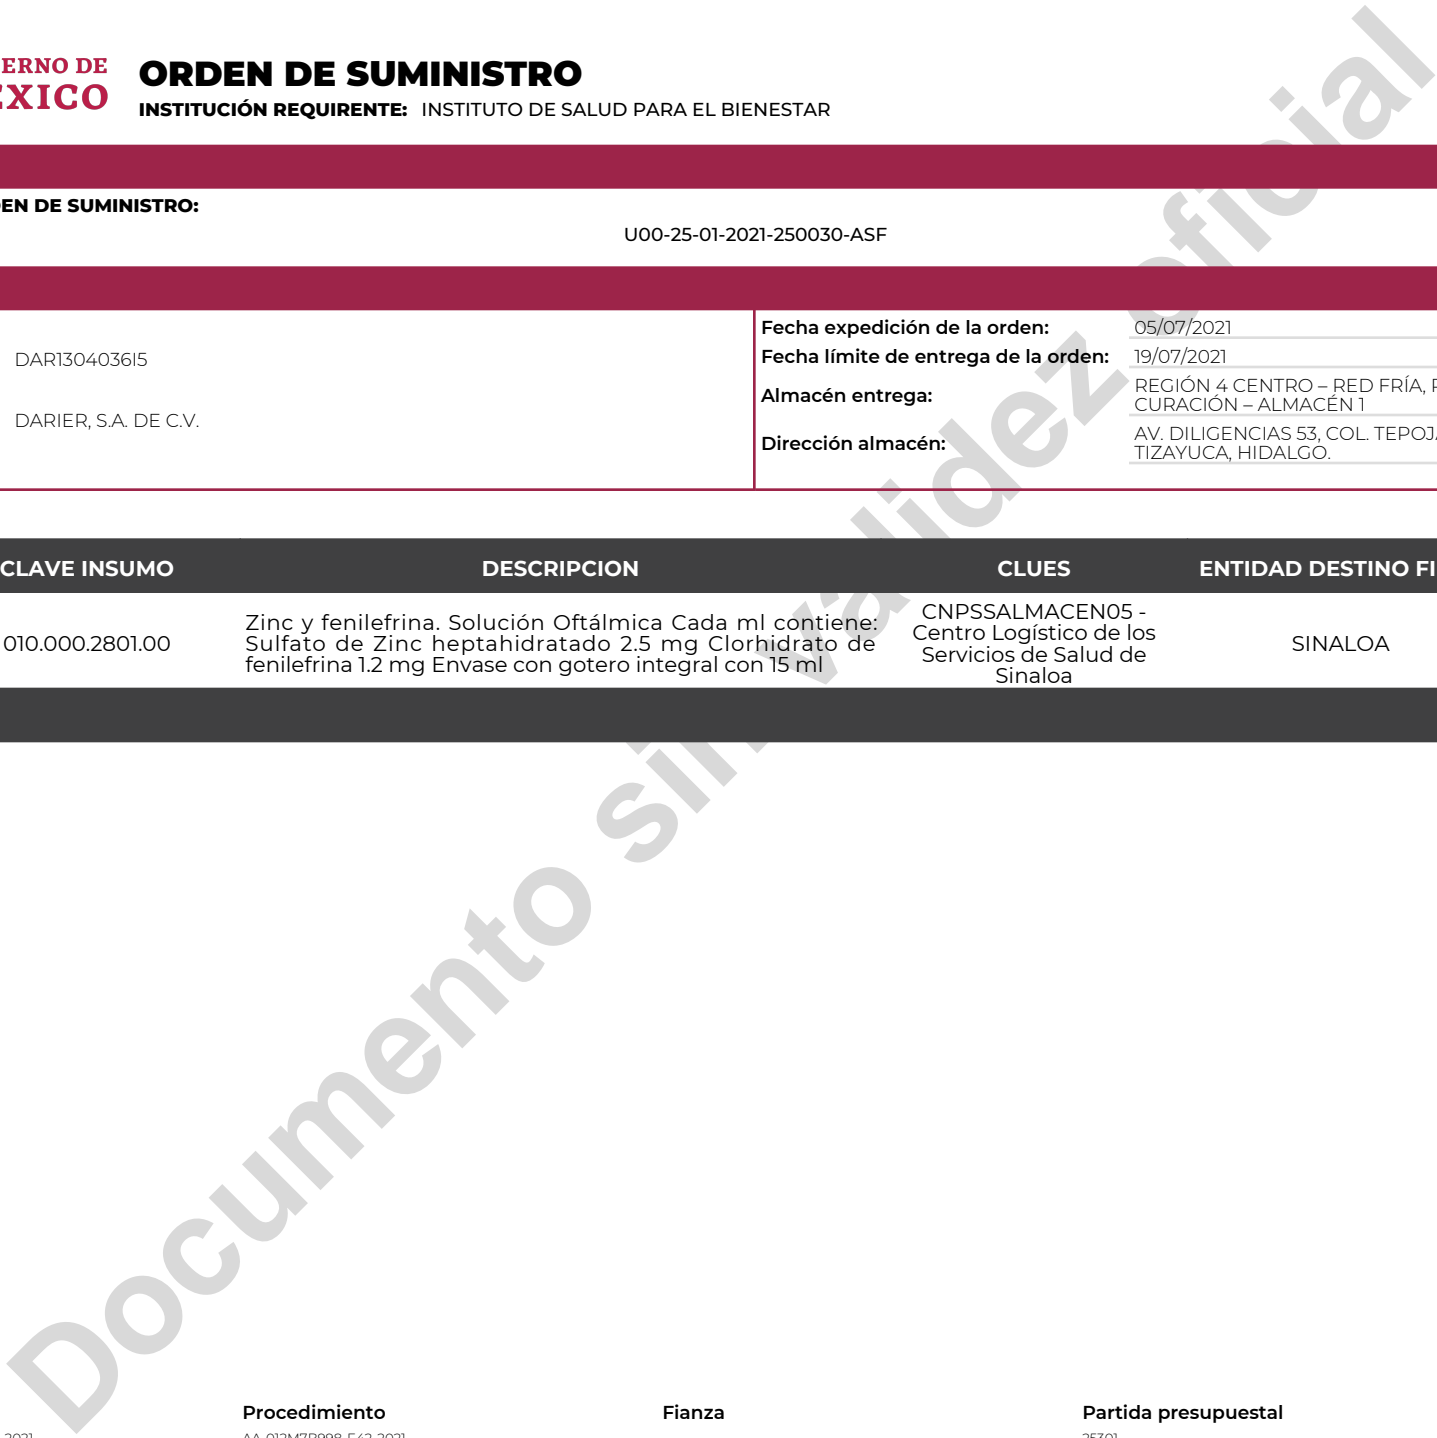 ERNO DE
ÉXICO
ORDEN DE SUMINISTRO
INSTITUCIÓN REQUIRENTE: INSTITUTO DE SALUD PARA EL BIENESTAR
EN DE SUMINISTRO:
U00-25-01-2021-250030-ASF
DAR1304036I5
DARIER, S.A. DE C.V.
Fecha expedición de la orden: 05/07/2021
Fecha límite de entrega de la orden: 19/07/2021
Almacén entrega: REGIÓN 4 CENTRO – RED FRÍA,
CURACIÓN – ALMACÉN 1
Dirección almacén: AV. DILIGENCIAS 53, COL. TEPOJ
TIZAYUCA, HIDALGO.
CLAVE INSUMO DESCRIPCION CLUES ENTIDAD DESTINO FI
010.000.2801.00
Zinc y fenilefrina. Solución Oftálmica Cada ml contiene:
Sulfato de Zinc heptahidratado 2.5 mg Clorhidrato de
fenilefrina 1.2 mg Envase con gotero integral con 15 ml
CNPSSALMACEN05 -
Centro Logístico de los
Servicios de Salud de
Sinaloa
SINALOA
Documento sin validez oficial
Procedimiento Fianza Partida presupuestal